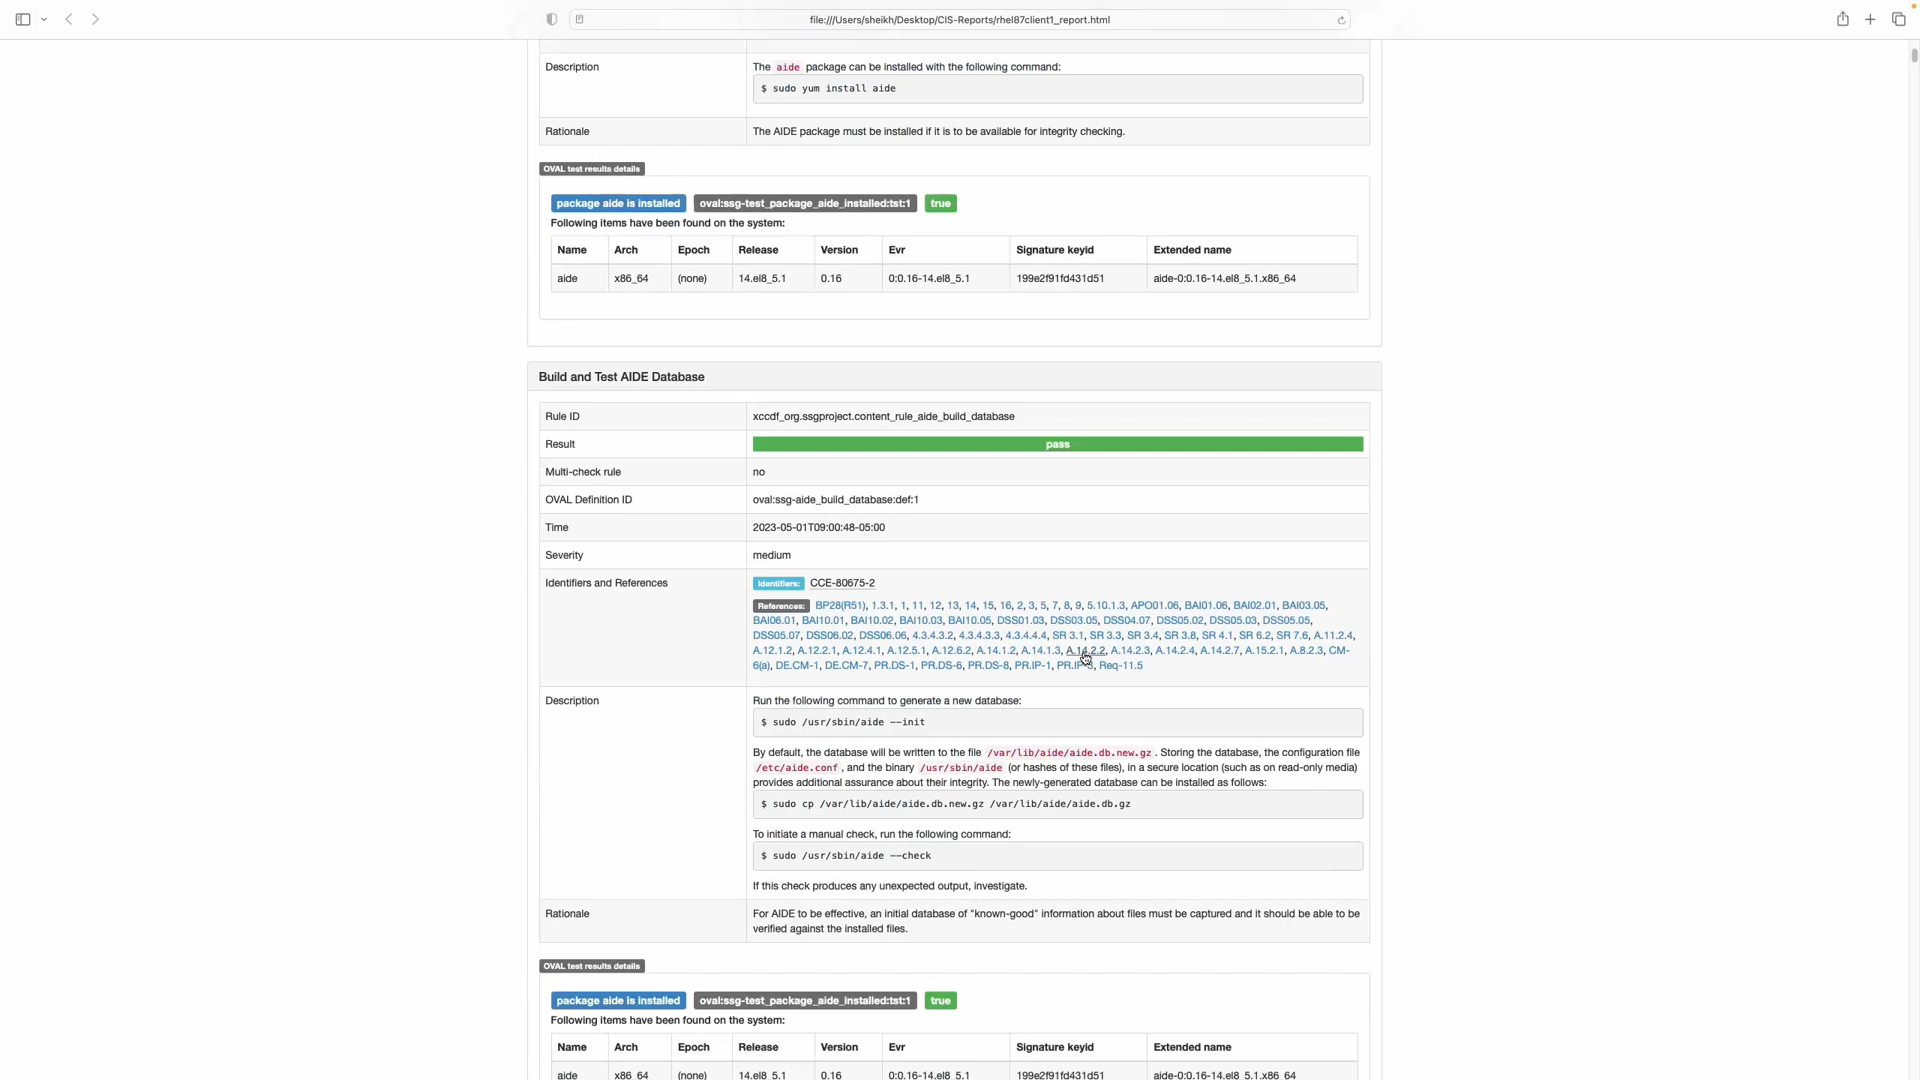 file:///Users/sheikh/Desktop/CIS-Reports/rhel87client1_report.html
Description
The aide package can be installed with the following command:
$ sudo yum install aide
Rationale
The AIDE package must be installed if it is to be available for integrity checking.
OVAL test results details
package aide is installed oval:ssg-test_package_aide_installed:tst:1 true
Following items have been found on the system:
Name Arch Epoch Release Version Evr Signature keyid Extended name
aide x86_64 (none) 14.el8_5.1 0.16 0:0.16-14.el8_5.1 199e2f91fd431d51 aide-0:0.16-14.el8_5.1.x86_64
Build and Test AIDE Database
Rule ID xccdf_org.ssgproject.content_rule_aide_build_database
Result pass
Multi-check rule no
OVAL Definition ID oval:ssg-aide_build_database:def:1
Time 2023-05-01T09:00:48-05:00
Severity medium
Identifiers and References Identifiers: CCE-80675-2
References: BP28(R51), 1.3.1, 1, 11, 12, 13, 14, 15, 16, 2, 3, 5, 7, 8, 9, 5.10.1.3, APO01.06, BAI01.06, BAI02.01, BAI03.05,
BAI06.01, BAI10.01, BAI10.02, BAI10.03, BAI10.05, DSS01.03, DSS03.05, DSS04.07, DSS05.02, DSS05.03, DSS05.05,
DSS05.07, DSS06.02, DSS06.06, 4.3.4.3.2, 4.3.4.3.3, 4.3.4.4.4, SR 3.1, SR 3.3, SR 3.4, SR 3.8, SR 4.1, SR 6.2, SR 7.6, A.11.2.4,
A.12.1.2, A.12.2.1, A.12.4.1, A.12.5.1, A.12.6.2, A.14.1.2, A.14.1.3, A.14.2.2, A.14.2.3, A.14.2.4, A.14.2.7, A.15.2.1, A.8.2.3, CM-
6(a), DE.CM-1, DE.CM-7, PR.DS-1, PR.DS-6, PR.DS-8, PR.IP-1, Req-11.5
Description
Run the following command to generate a new database:
$ sudo /usr/sbin/aide --init
By default, the database will be written to the file /var/lib/aide/aide.db.new.gz. Storing the database, the configuration file
/etc/aide.conf, and the binary /usr/sbin/aide (or hashes of these files), in a secure location (such as on read-only media)
provides additional assurance about their integrity. The newly-generated database can be installed as follows:
$ sudo cp /var/lib/aide/aide.db.new.gz /var/lib/aide/aide.db.gz
To initiate a manual check, run the following command:
$ sudo /usr/sbin/aide --check
If this check produces any unexpected output, investigate.
Rationale
For AIDE to be effective, an initial database of "known-good" information about files must be captured and it should be able to be
verified against the installed files.
OVAL test results details
package aide is installed oval:ssg-test_package_aide_installed:tst:1 true
Following items have been found on the system:
Name Arch Epoch Release Version Evr Signature keyid Extended name
aide x86_64 (none) 14.el8_5.1 0.16 0:0.16-14.el8_5.1 199e2f91fd431d51 aide-0:0.16-14.el8_5.1.x86_64